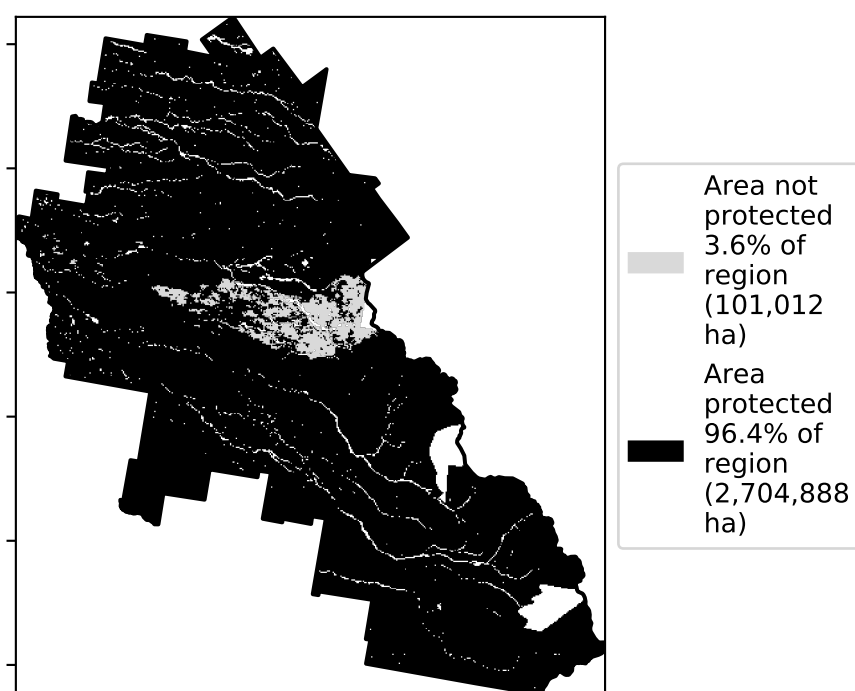 Area not
protected
3.6% of
region
(101,012
ha)
Area
protected
96.4% of
region
(2,704,888
ha)